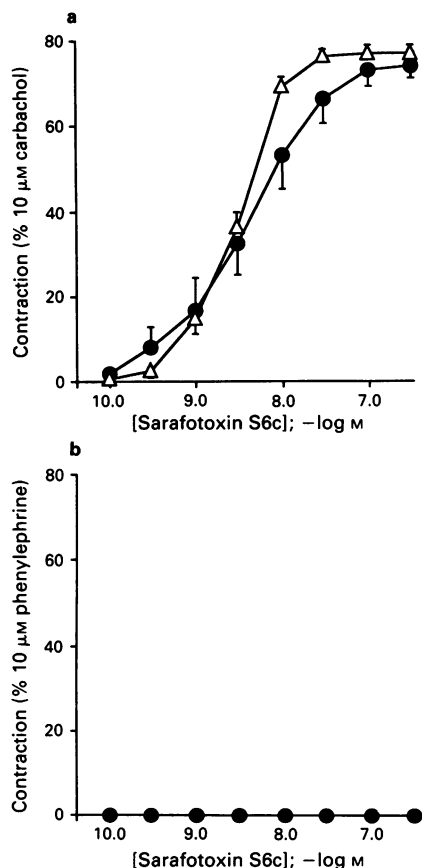 a
Contraction (% 10 μM carbachol)
80
60
40
20
0
10.0 9.0 8.0 7.0
[Sarafotoxin S6c]; −log M
b
Contraction (% 10 μM phenylephrine)
80
60
40
20
0
10.0 9.0 8.0 7.0
[Sarafotoxin S6c]; −log M